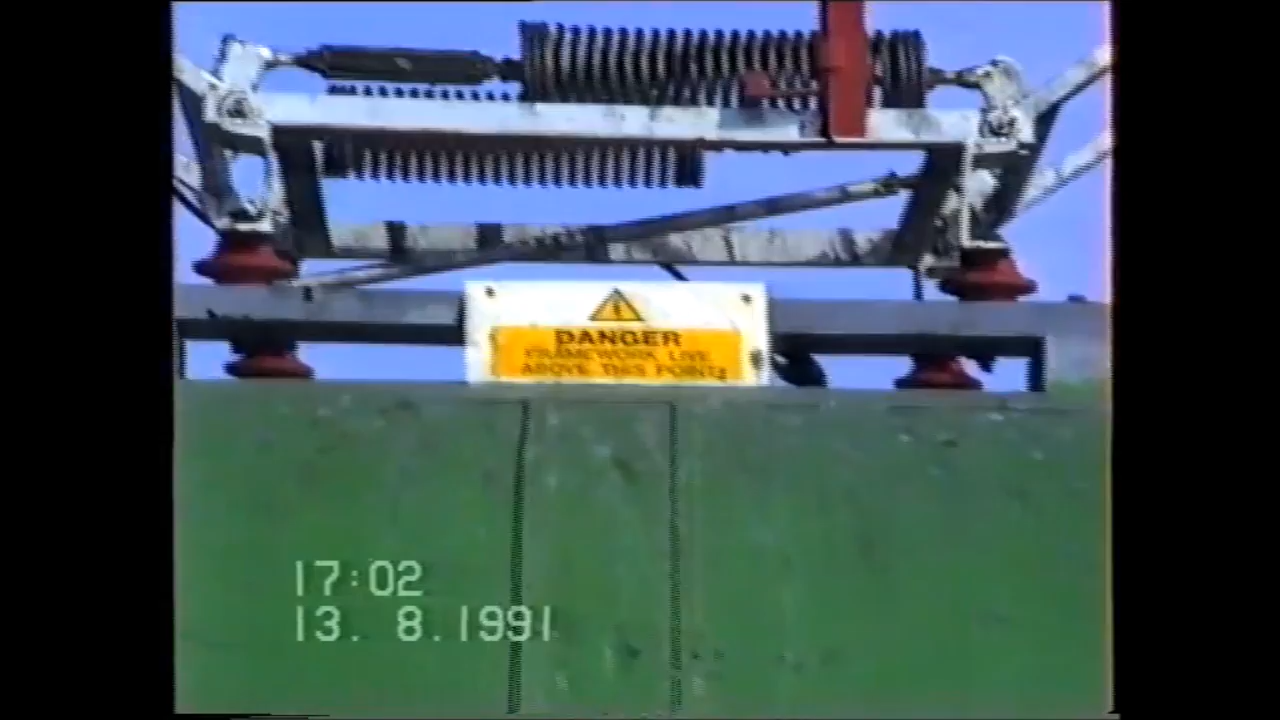 DANGER
FRAMEWORK LIVE
ABOVE THIS POINT
17:02
13. 8.1991